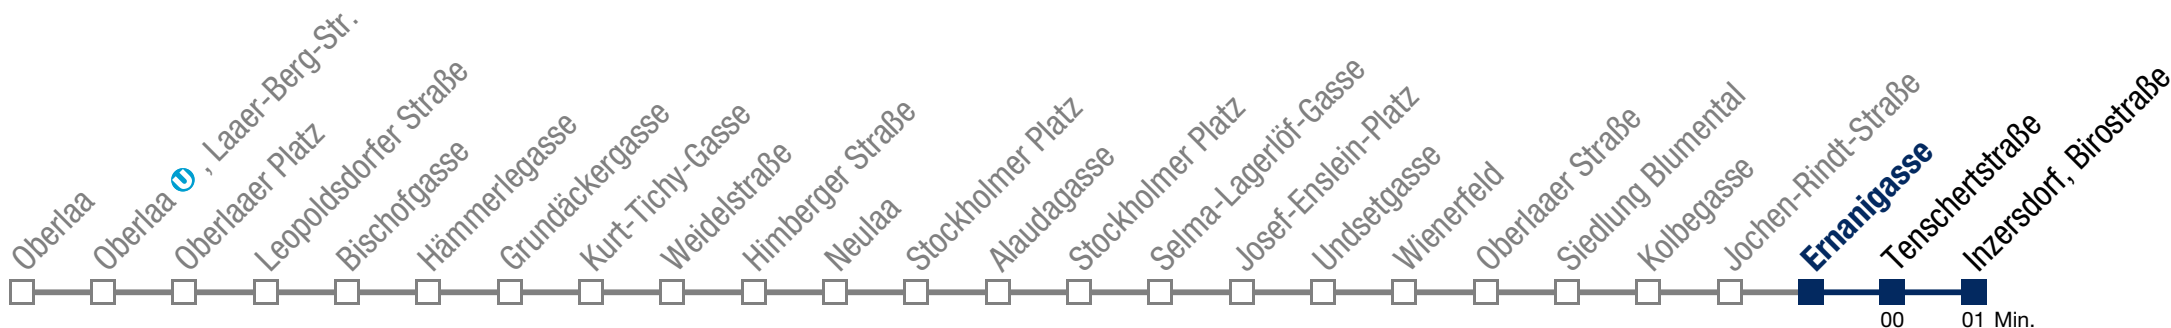 Oberlaa
Oberlaa U, Laaer-Berg-Str.
Oberlaaer Platz
Leopoldsdorfer Straße
Bischofgasse
Hämmerlegasse
Grundäckergasse
Kurt-Tichy-Gasse
Weidelstraße
Himberger Straße
Neulaa
Stockholmer Platz
Alaudagasse
Stockholmer Platz
Selma-Lagerlöf-Gasse
Josef-Enslein-Platz
Undsetgasse
Wienerfeld
Oberlaaer Straße
Siedlung Blumental
Kolbegasse
Jochen-Rindt-Straße
Ernanigasse
Tenschertstraße
Inzersdorf, Birostraße
00 01 Min.